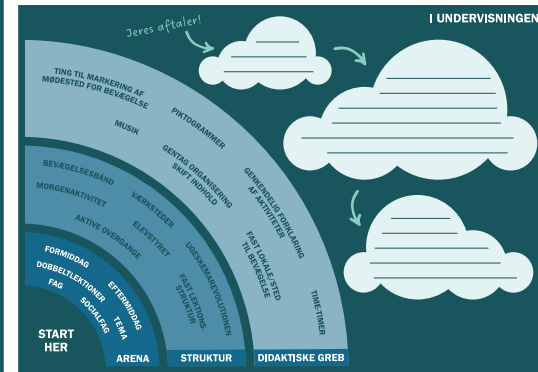 I UNDERVISNINGEN
Jeres aftaler!
TING TIL MARKERING AF
MØDESTED FOR BEVÆGELSE
MUSIK
PIKTOGRAMMER
GENTAG ORGANISERING
SKIFT INDHOLD
GENKENDELIG FORKLARING
AF AKTIVITETER
FAST LOKALE/STED
TIL BEVÆGELSE
TIME-TIMER
BEVÆGELSESBÅND
MORGENAKTIVITET
AKTIVE OVERGANGE
VÆRKSTEDER
ELEVSTYRET
UGESKEMAREVOLUTIONEN
FAST LEKTIONS-
STRUKTUR
FORMIDDAG
DOBBELTLEKTIONER
FAG
SOCIALFAG
EFTERMIDDAG
TEMA
START
HER
ARENA
STRUKTUR
DIDAKTISKE GREB